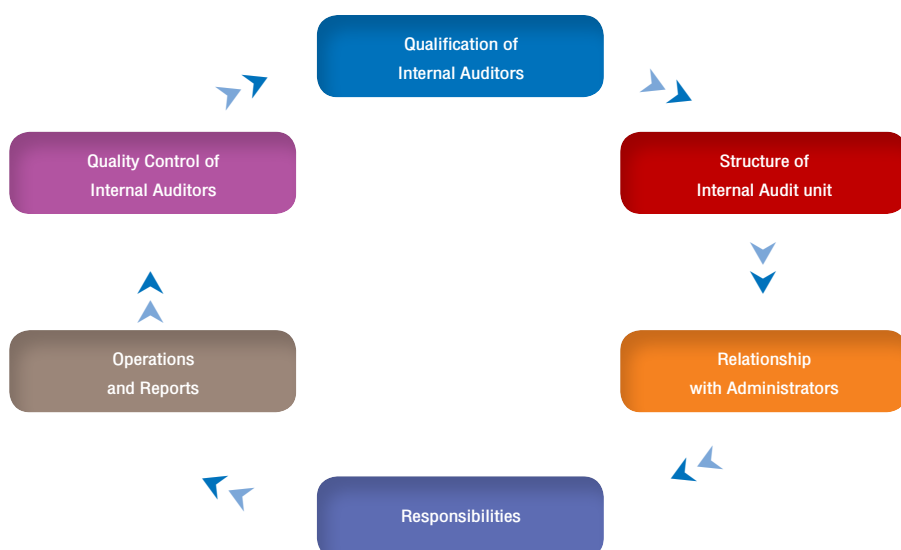 Qualification of
Internal Auditors
Structure of
Internal Audit unit
Relationship
with Administrators
Responsibilities
Operations
and Reports
Quality Control of
Internal Auditors